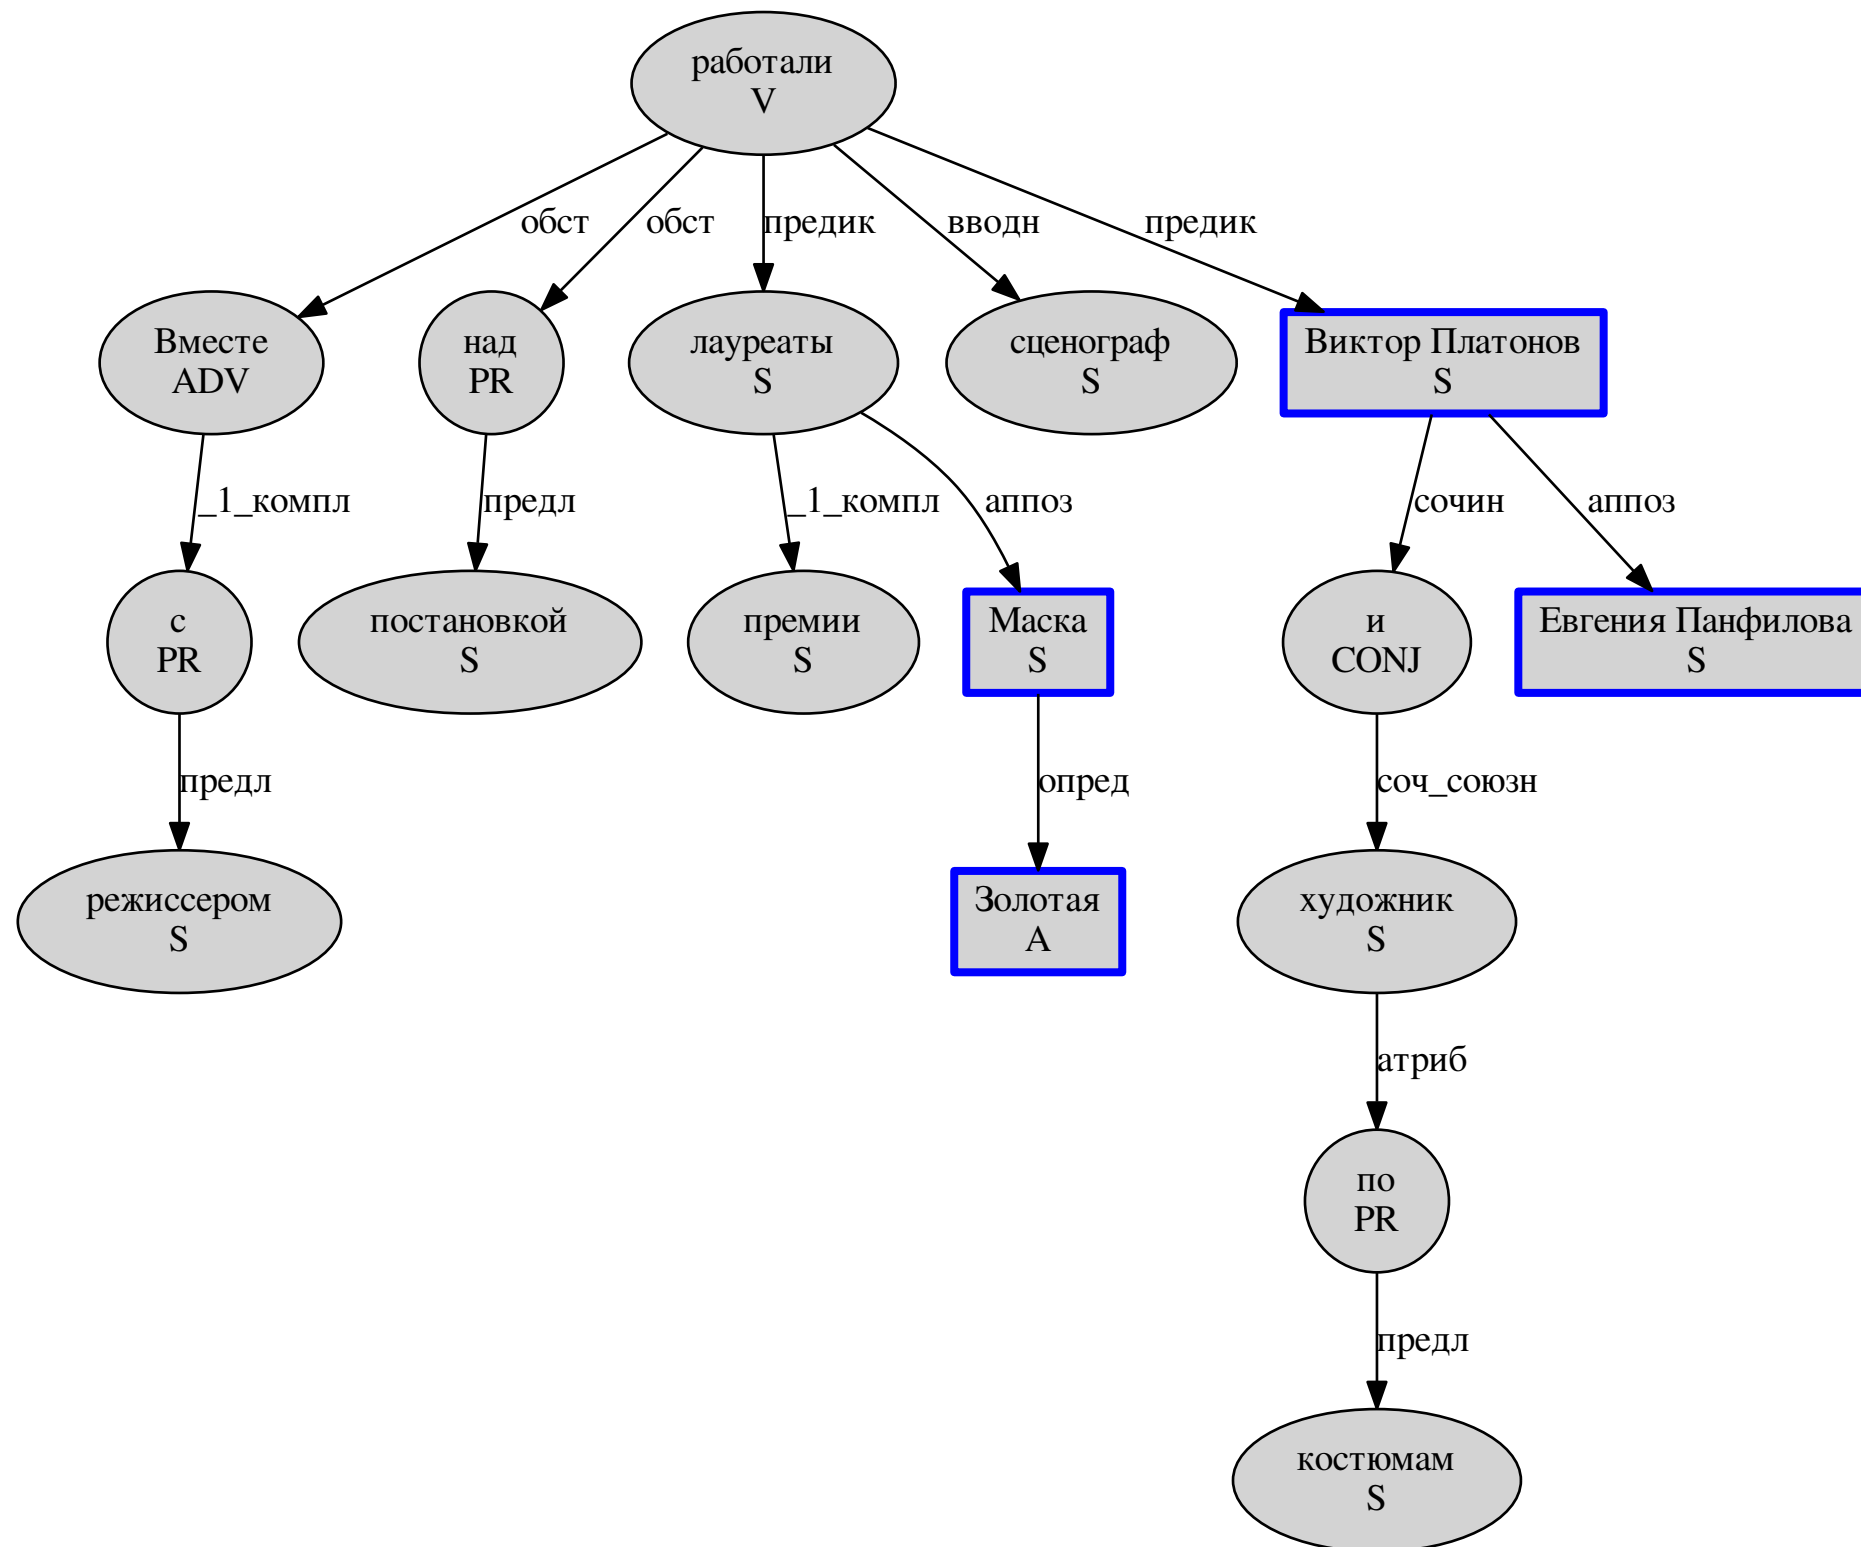 работали
V
обст
обст
предик
вводн
предик
Вместе
ADV
над
PR
лауреаты
S
сценограф
S
Виктор Платонов
S
_1_компл
предл
_1_компл
аппоз
сочин
аппоз
с
PR
постановкой
S
премии
S
Маска
S
и
CONJ
Евгения Панфилова
S
предл
опред
соч_союзн
режиссером
S
Золотая
A
художник
S
атриб
по
PR
предл
костюмам
S